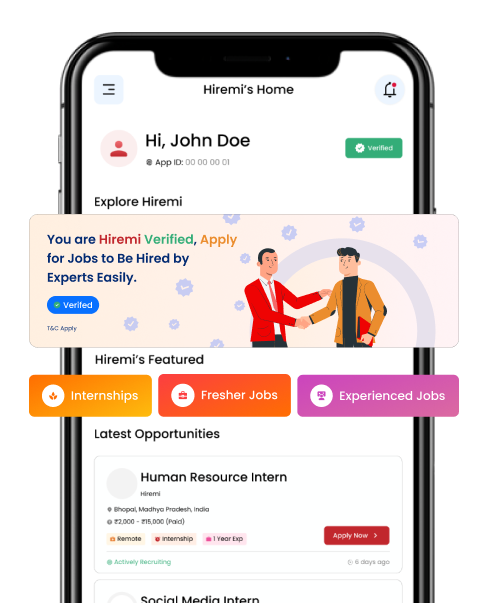 Hiremi's Home
Hi, John Doe
App ID: 00 00 00 01
Verified
Explore Hiremi
You are Hiremi Verified, Apply
for Jobs to Be Hired by
Experts Easily.
Verifed
T&C Apply
Hiremi's Featured
Internships
Fresher Jobs
Experienced Jobs
Latest Opportunities
Human Resource Intern
Hiremi
Bhopal, Madhya Pradesh, India
₹2,000 - ₹15,000 (Paid)
Remote
Internship
1 Year Exp
Apply Now
Actively Recruiting
6 days ago
Social Media Intern